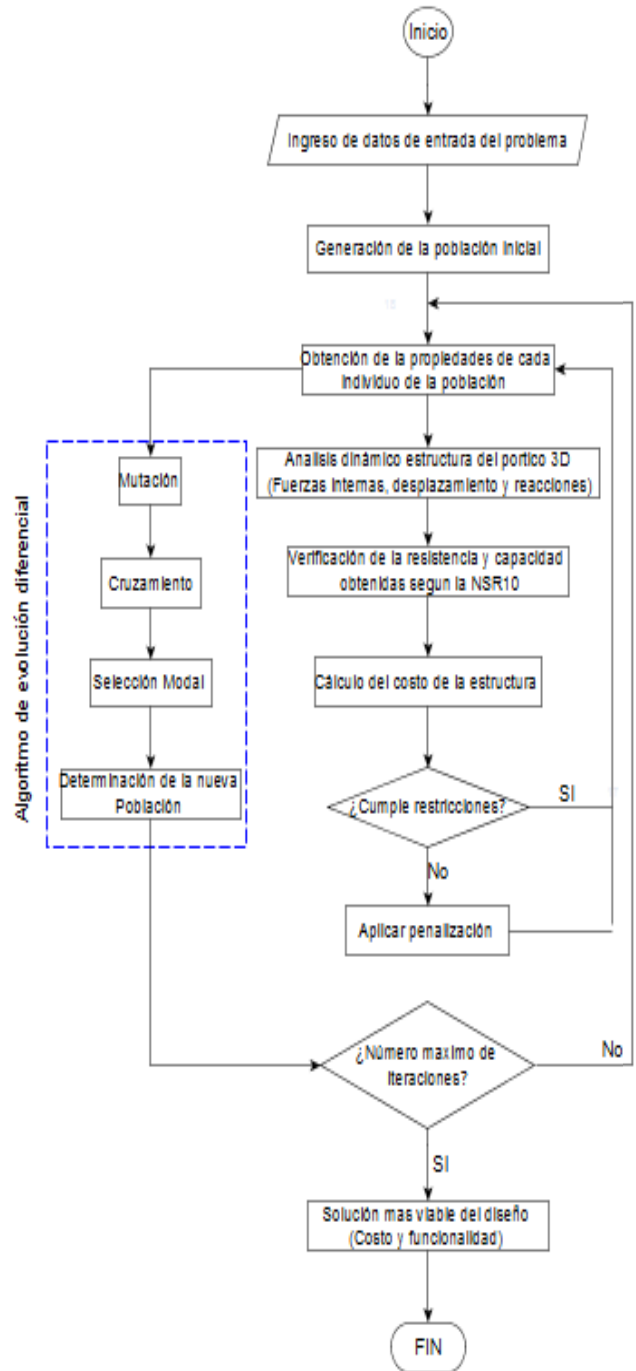 Inicio
Ingreso de datos de entrada del problema
Generación de la población inicial
Obtención de la propiedades de cada
individuo de la población
Algoritmo de evolución diferencial
Mutación
Cruzamiento
Selección Modal
Determinación de la nueva
Población
Analisis dinámico estructura del portico 3D
(Fuerzas internas, desplazamiento y reacciones)
Verificación de la resistencia y capacidad
obtenidas segun la NSR10
Cálculo del costo de la estructura
¿Cumple restricciones?
SI
No
Aplicar penalización
¿Número maximo de
iteraciones?
No
SI
Solución mas viable del diseño
(Costo y funcionalidad)
FIN